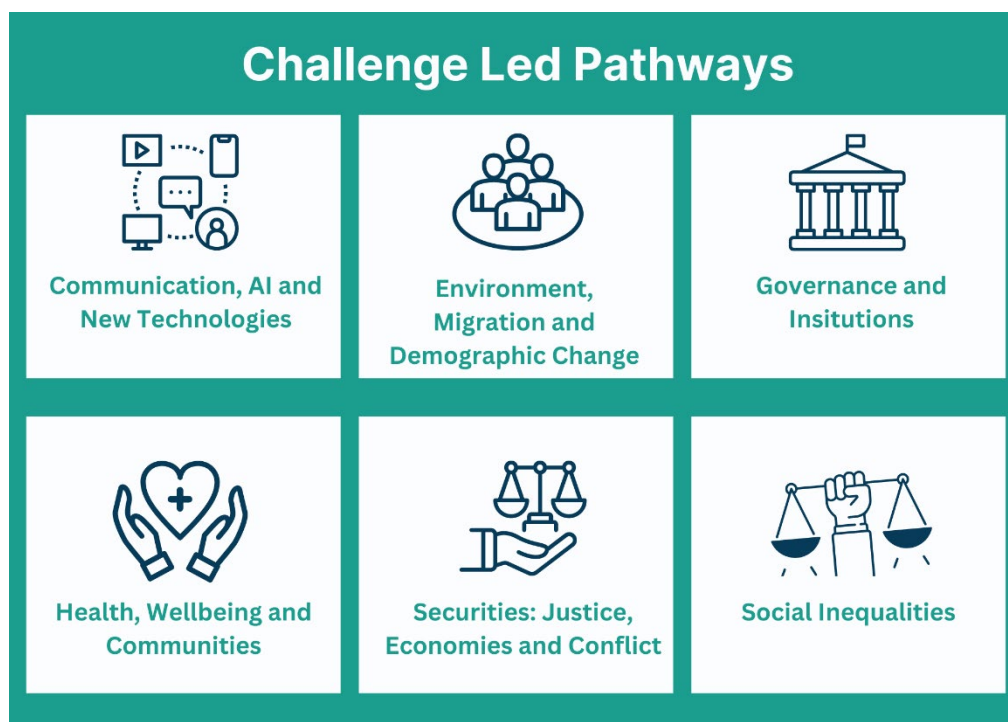 Challenge Led Pathways
Communication, AI and
New Technologies
Environment,
Migration and
Demographic Change
Governance and
Insitutions
Health, Wellbeing and
Communities
Securities: Justice,
Economies and Conflict
Social Inequalities